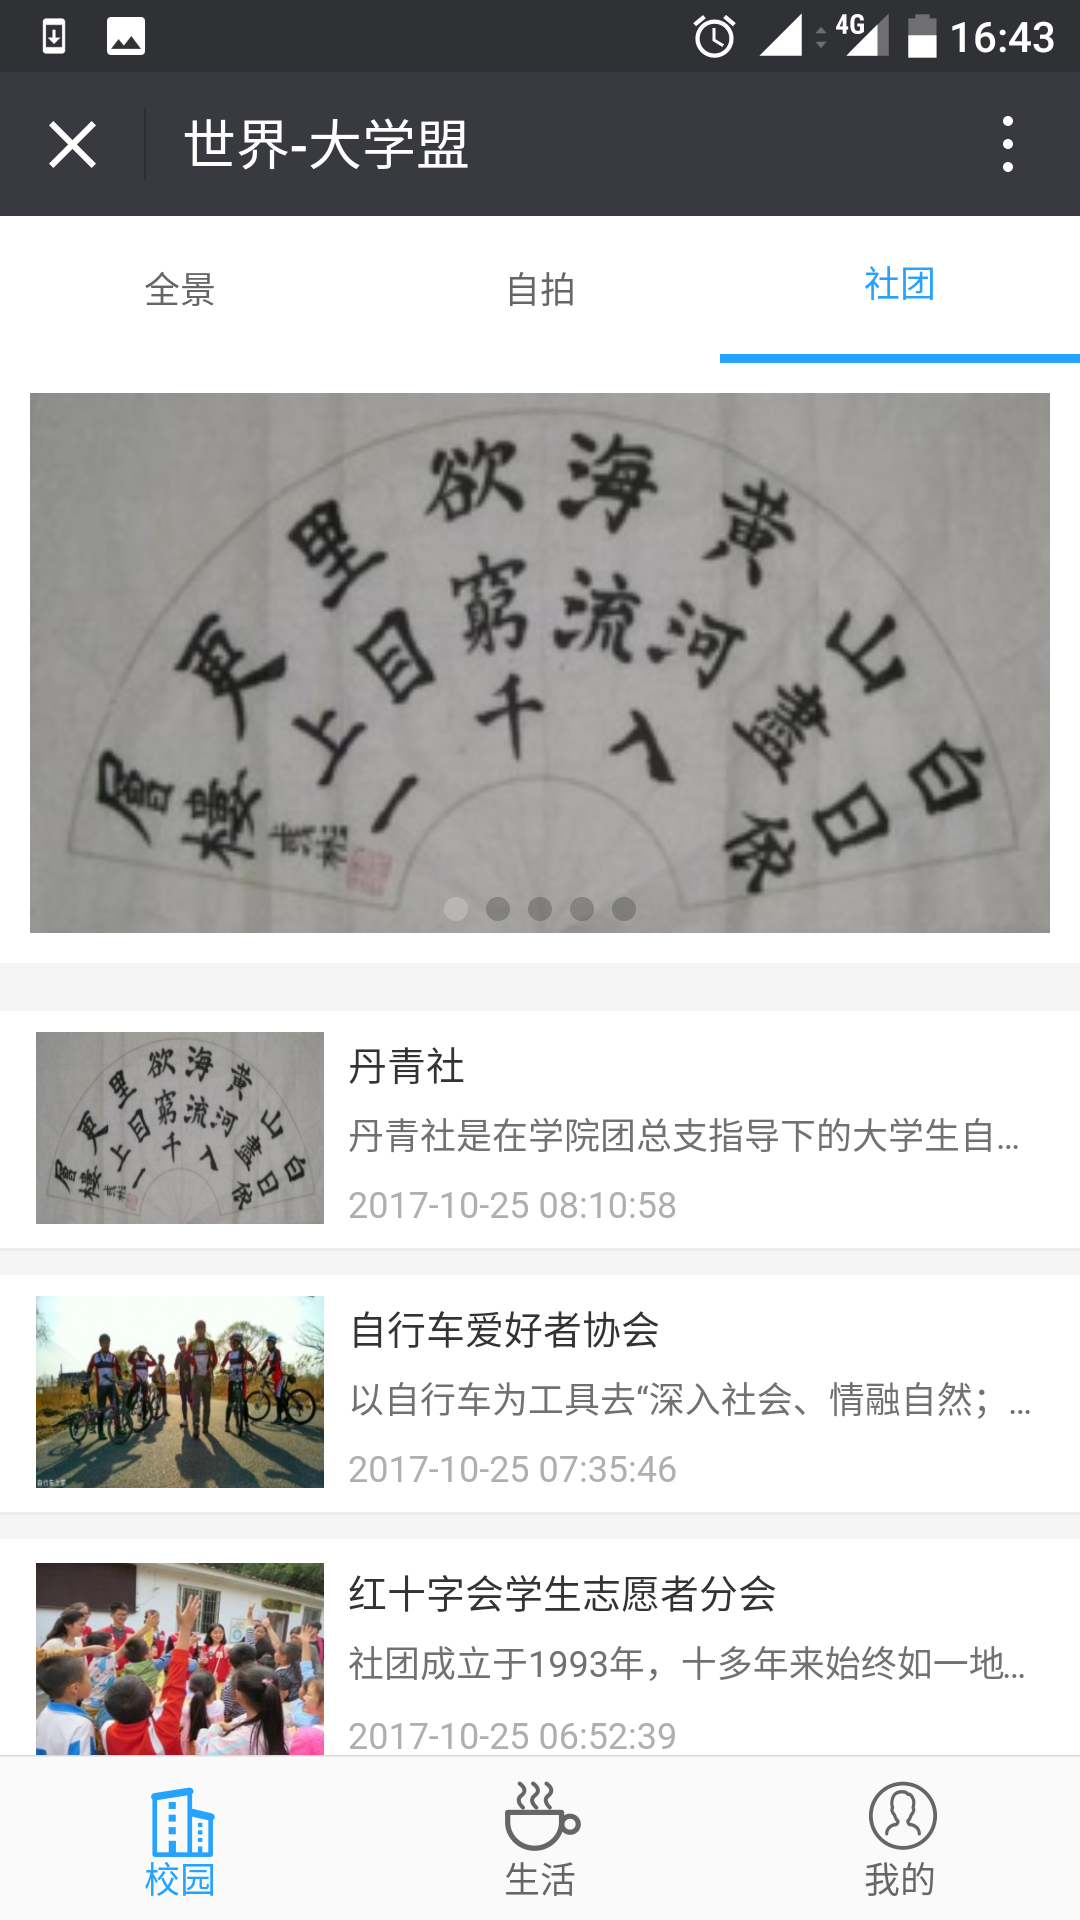 4G 16:43
世界-大学盟
全景 自拍 社团
白日依
山盡
黃河入
海流
欲窮千
里目
更上一
層樓
丹青社
丹青社是在学院团总支指导下的大学生自...
2017-10-25 08:10:58
自行车爱好者协会
以自行车为工具去“深入社会、情融自然；...
2017-10-25 07:35:46
红十字会学生志愿者分会
社团成立于1993年，十多年来始终如一地...
2017-10-25 06:52:39
校园 生活 我的